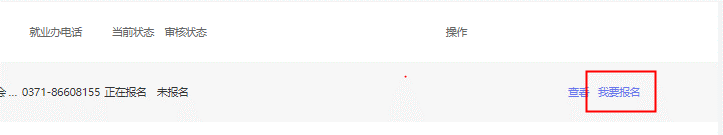 就业办电话 当前状态 审核状态 操作
会 ... 0371-86608155 正在报名 未报名 查看 我要报名